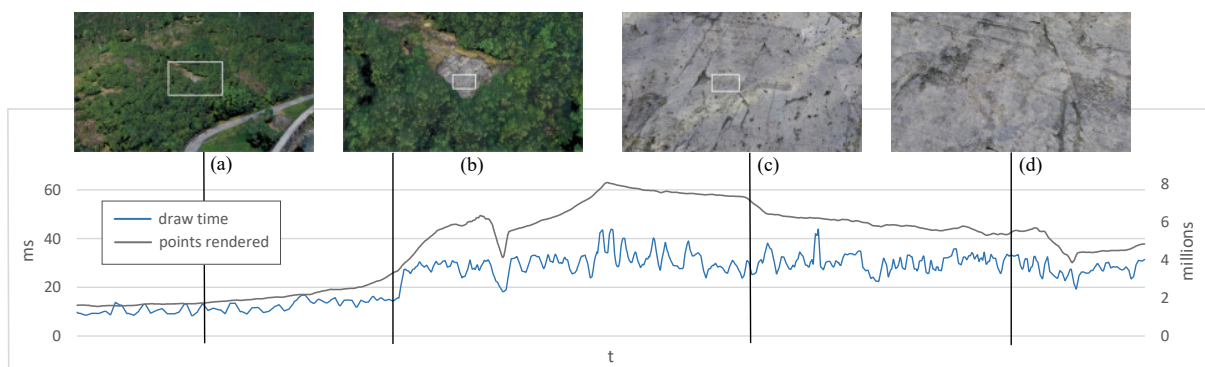 (a)
(b)
(c)
(d)
60
40
20
0
ms
draw time
points rendered
8
6
4
2
0
millions
t